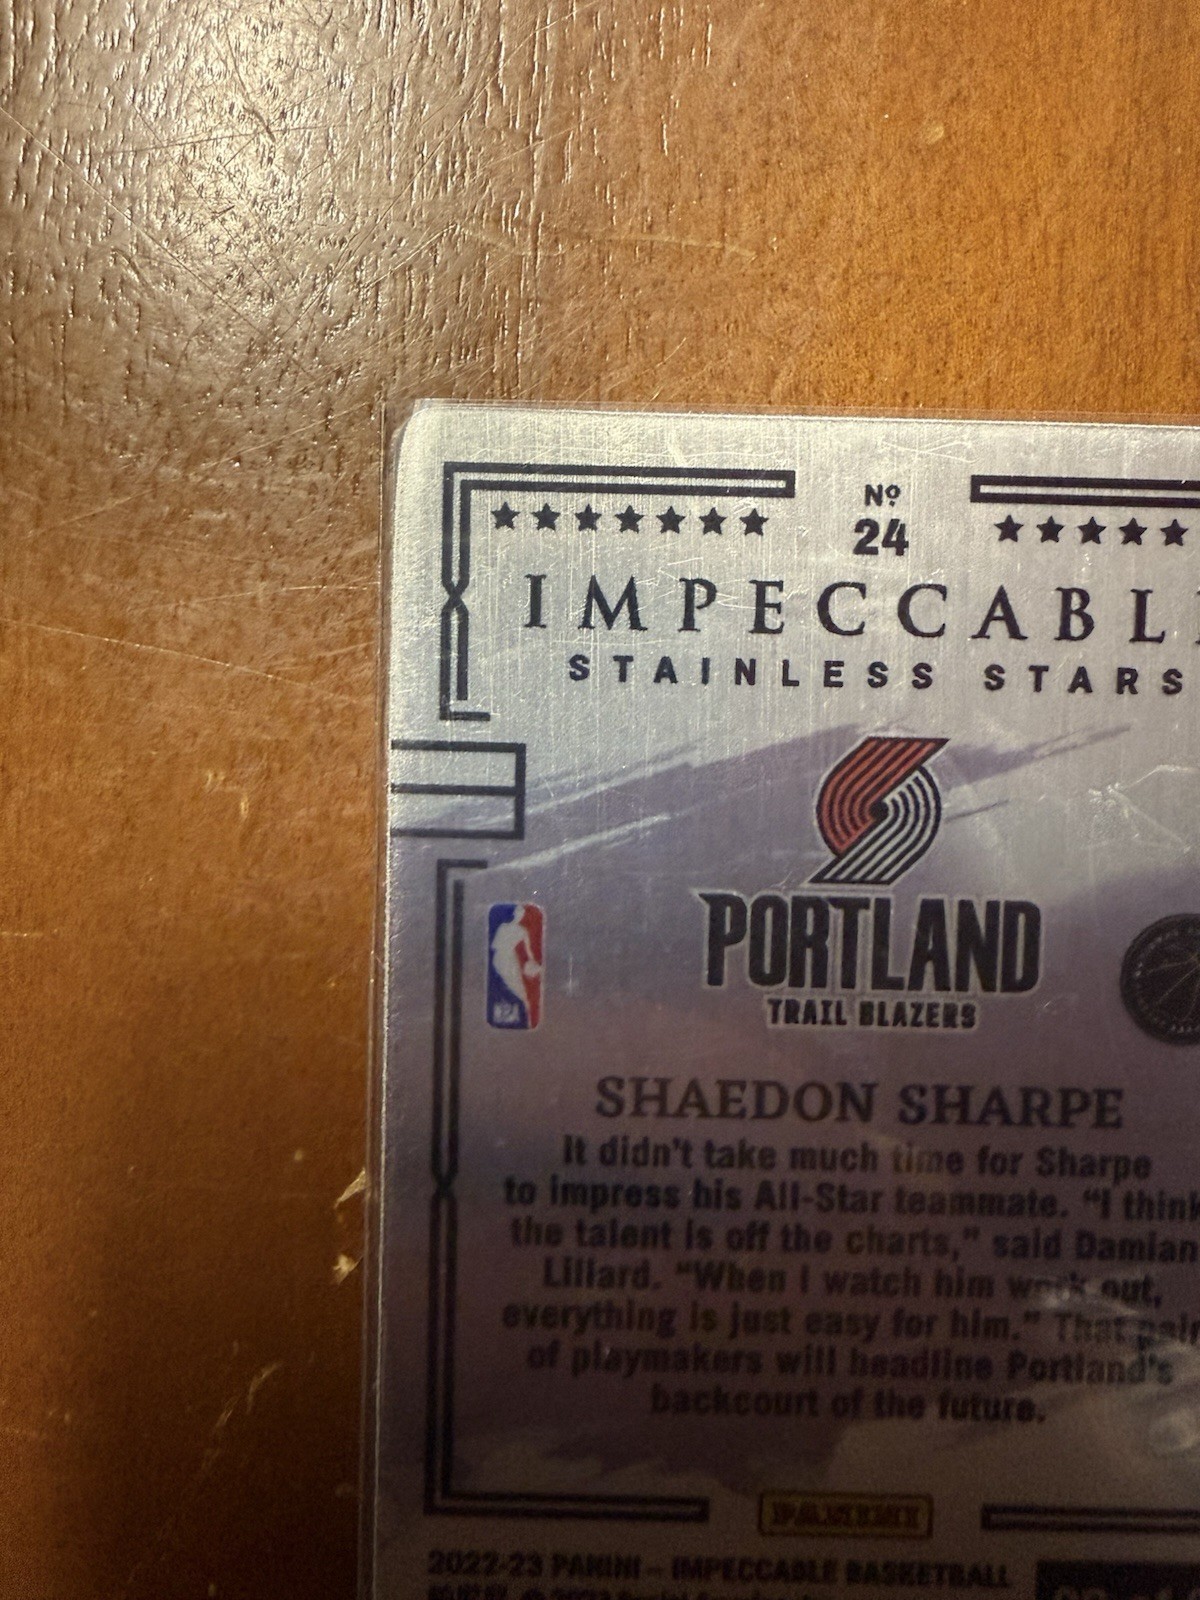 Nº
24
IMPECCABL
STAINLESS STARS
PORTLAND
TRAIL BLAZERS
SHAEDON SHARPE
It didn't take much time for Sharpe
to impress his All-Star teammate. "I think
the talent is off the charts," said Damian
Lillard. "When I watch him work out,
everything is just easy for him." That pair
of playmakers will headline Portland's
backcourt of the future.
PANINI
2022-23 PANINI – IMPECCABLE BASKETBALL